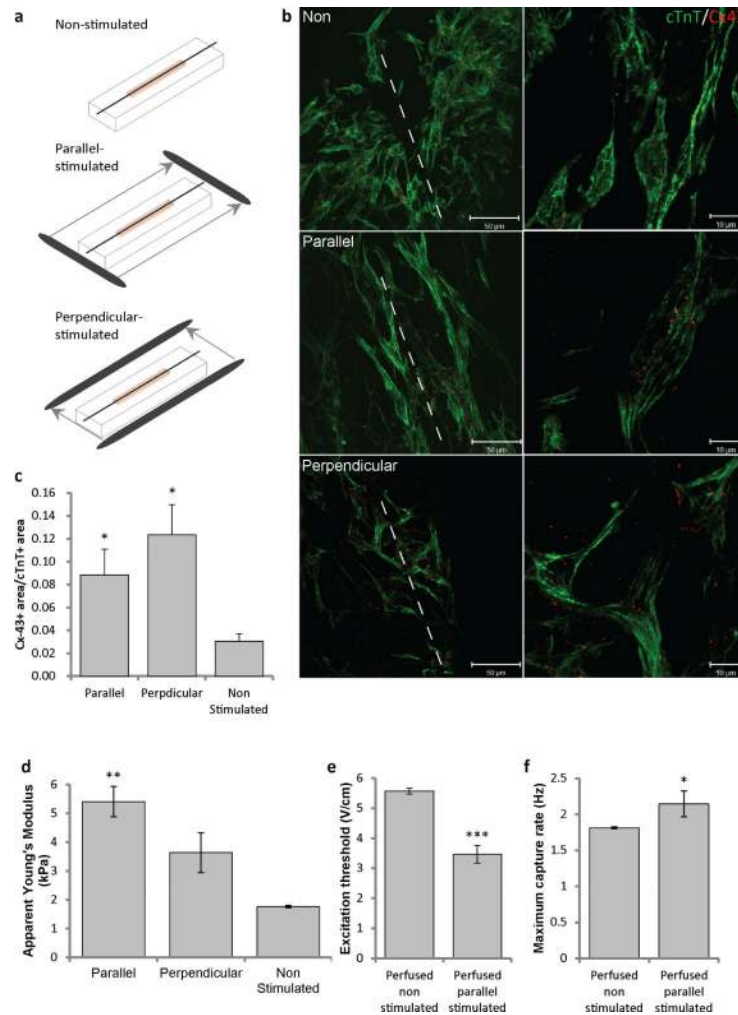 a
Non-stimulated
Parallel-
stimulated
Perpendicular-
stimulated
b
Non
cTnT/Cx4
50 µm
10 µm
Parallel
50 µm
10 µm
Perpendicular
50 µm
10 µm
c
Cx-43+ area/cTnT+ area
0.16
0.14
0.12
0.10
0.08
0.06
0.04
0.02
0.00
*
*
Parallel
Perpdicular
Non
Stimulated
d
Apparent Young's Modulus
(kPa)
6
5
4
3
2
1
0
**
Parallel
Perpendicular
Non
Stimulated
e
Excitation threshold (V/cm)
6
5
4
3
2
1
0
***
Perfused
non
stimulated
Perfused
parallel
stimulated
f
Maximum capture rate (Hz)
2.5
2
1.5
1
0.5
0
*
Perfused
non
stimulated
Perfused
parallel
stimulated